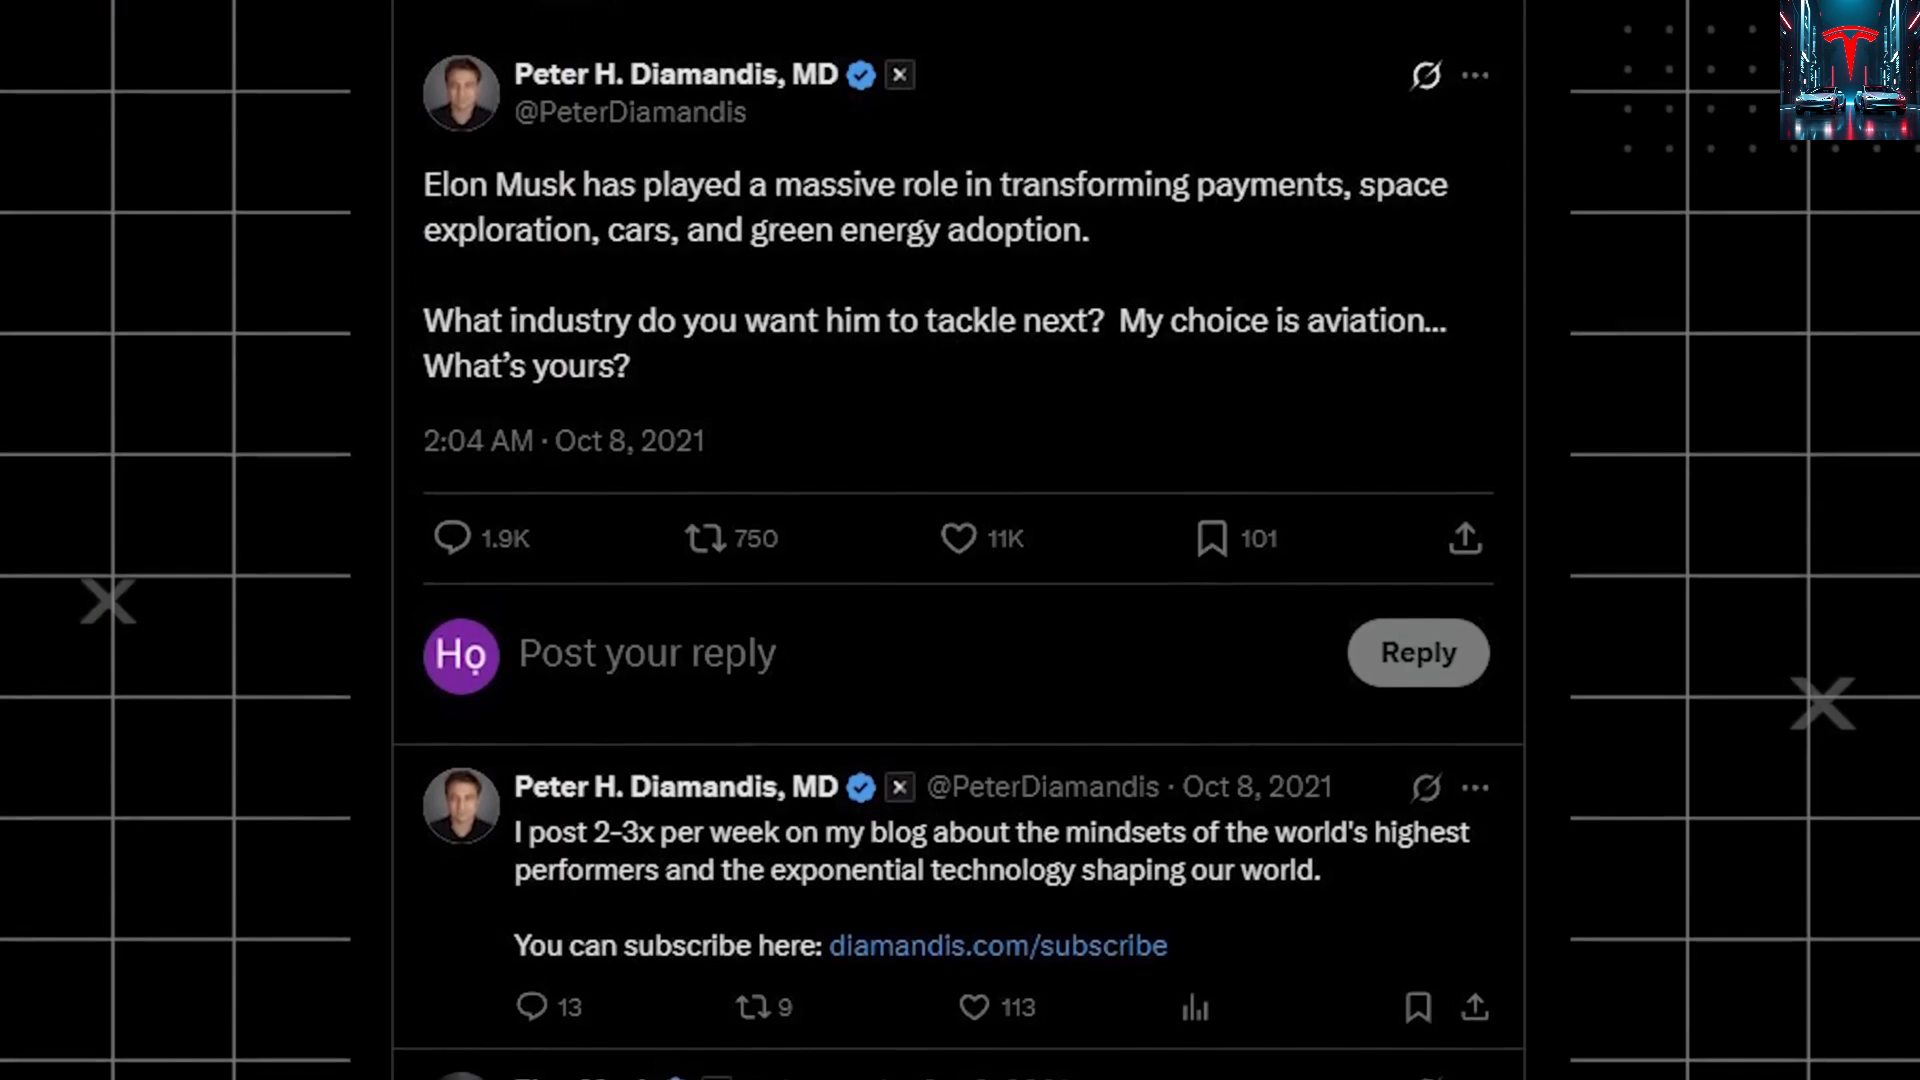 Peter H. Diamandis, MD
@PeterDiamandis
Elon Musk has played a massive role in transforming payments, space
exploration, cars, and green energy adoption.
What industry do you want him to tackle next? My choice is aviation...
What's yours?
2:04 AM · Oct 8, 2021
1.9K 750 11K 101
Họ Post your reply Reply
Peter H. Diamandis, MD @PeterDiamandis · Oct 8, 2021
I post 2-3x per week on my blog about the mindsets of the world's highest
performers and the exponential technology shaping our world.
You can subscribe here: diamandis.com/subscribe
13 9 113